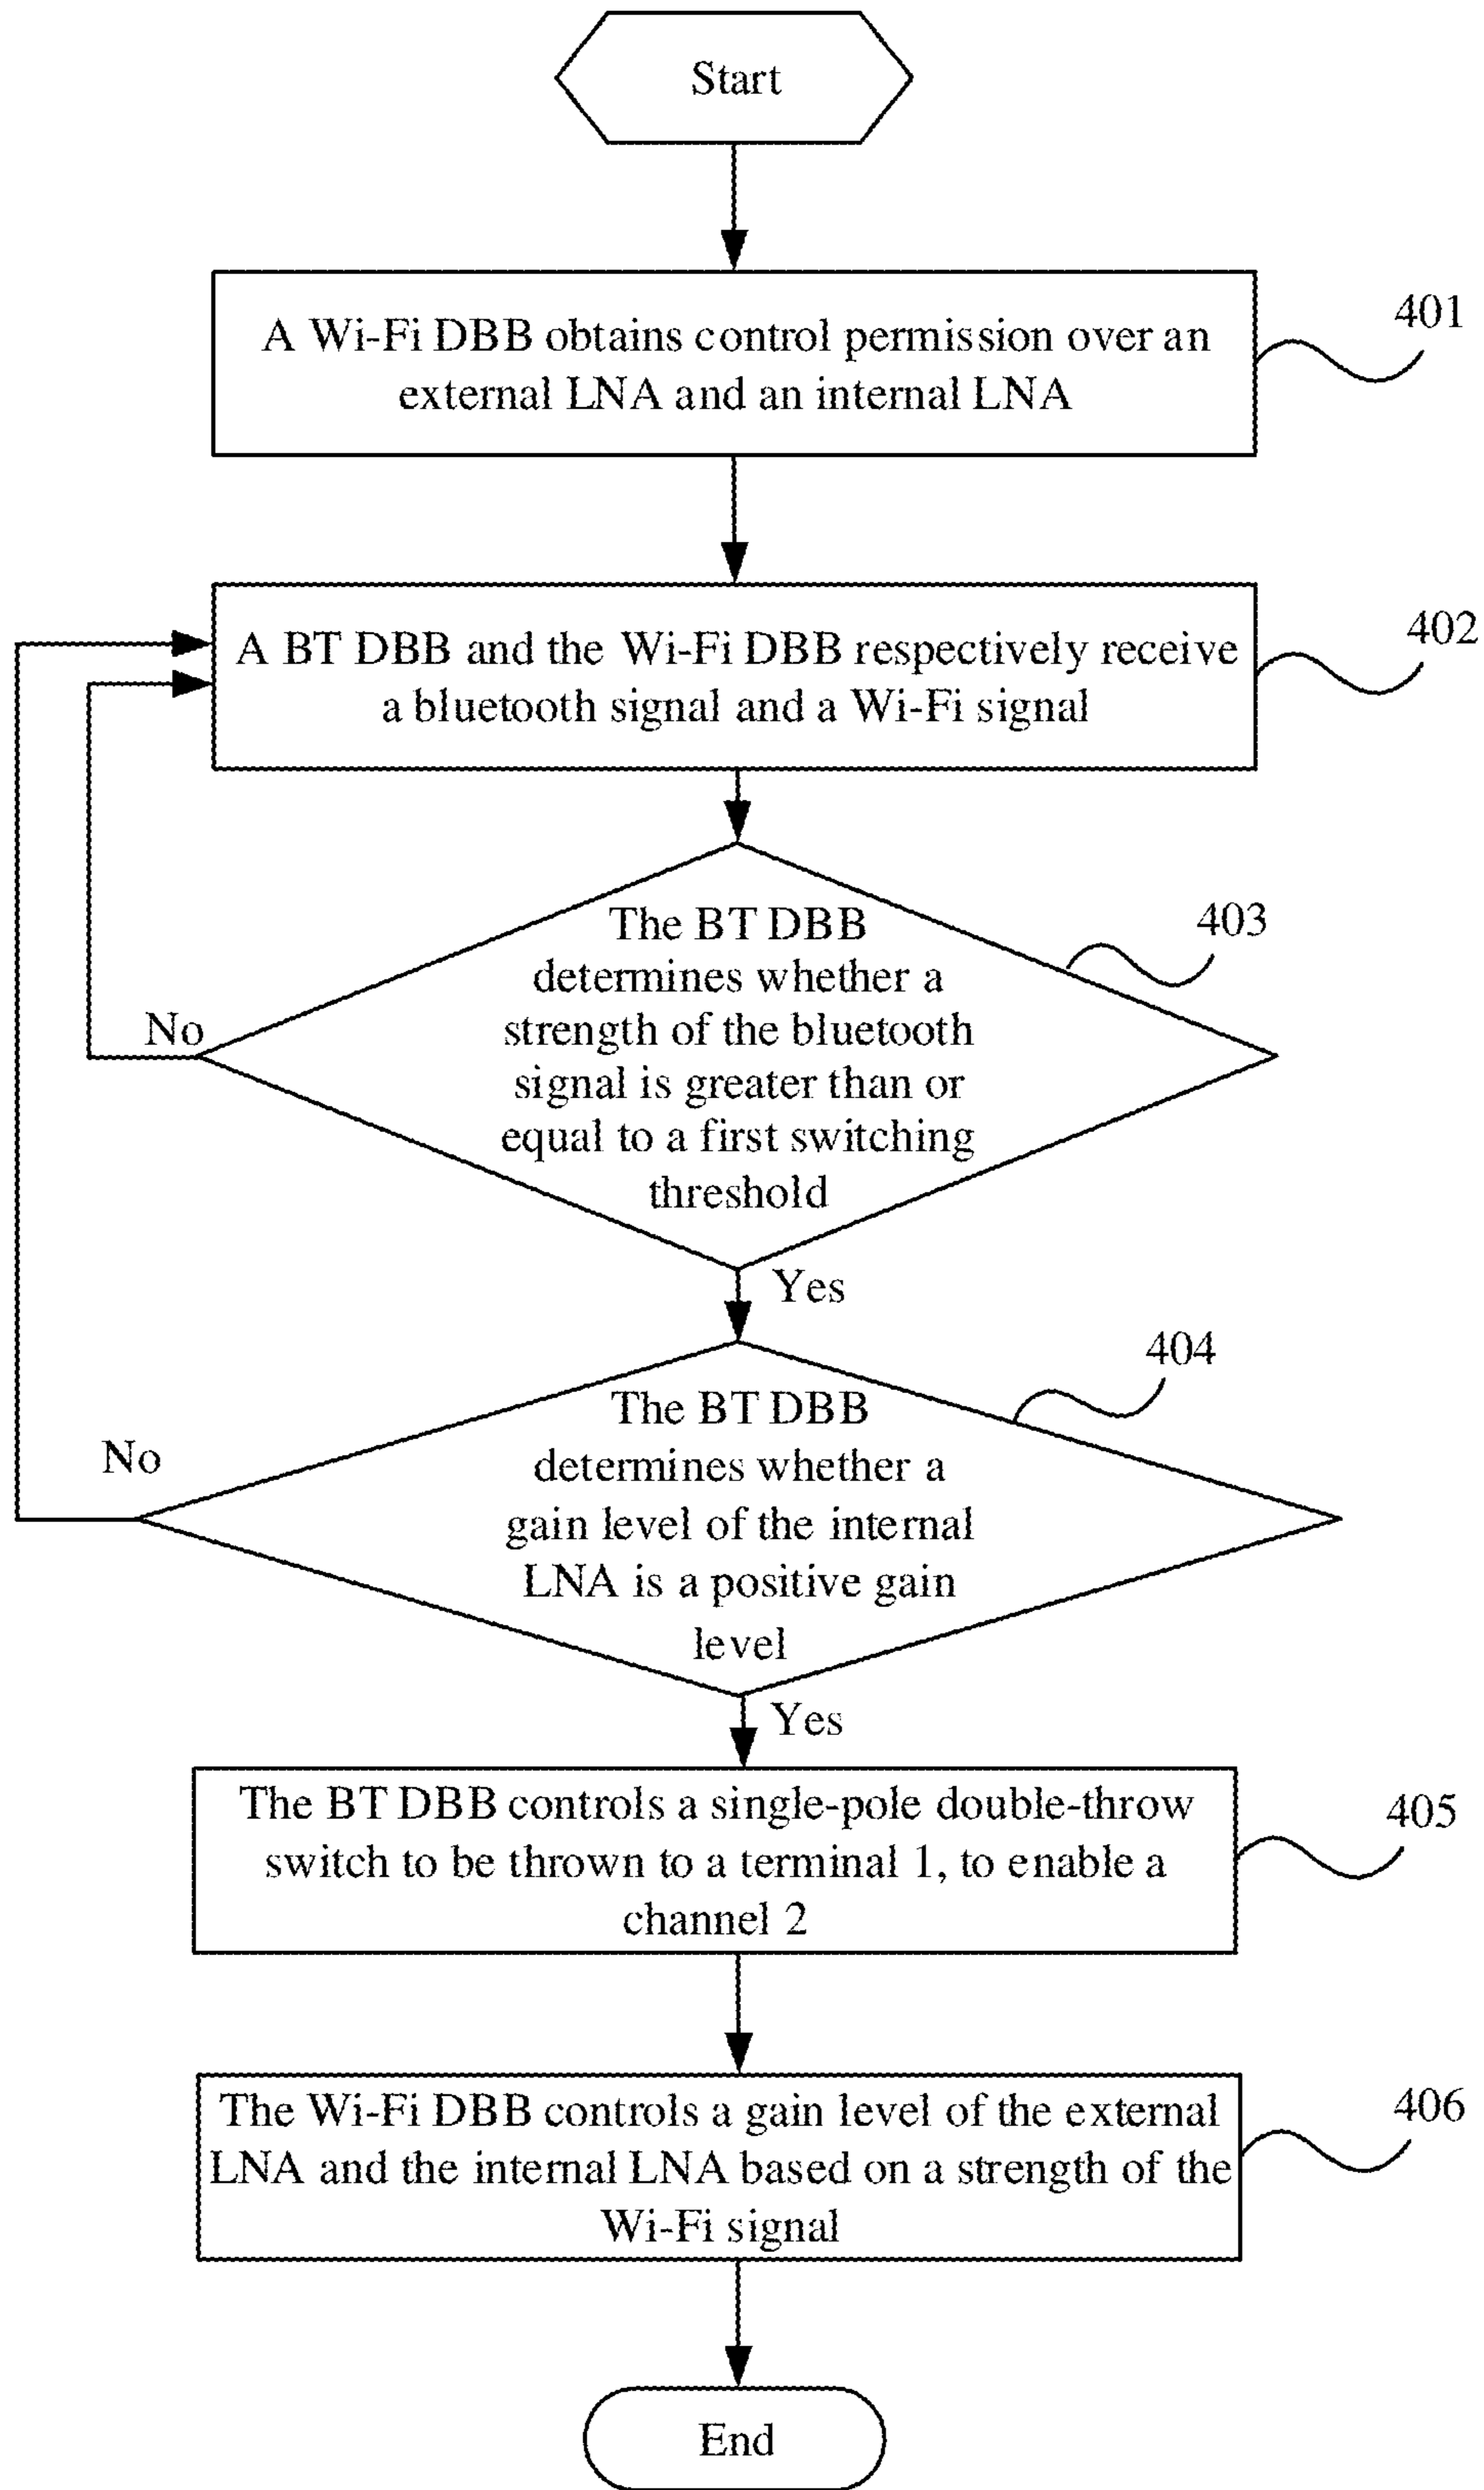 Start
A Wi-Fi DBB obtains control permission over an
external LNA and an internal LNA
401
A BT DBB and the Wi-Fi DBB respectively receive
a bluetooth signal and a Wi-Fi signal
402
The BT DBB
determines whether a
strength of the bluetooth
signal is greater than or
equal to a first switching
threshold
403
No
Yes
The BT DBB
determines whether a
gain level of the internal
LNA is a positive gain
level
404
No
Yes
The BT DBB controls a single-pole double-throw
switch to be thrown to a terminal 1, to enable a
channel 2
405
The Wi-Fi DBB controls a gain level of the external
LNA and the internal LNA based on a strength of the
Wi-Fi signal
406
End